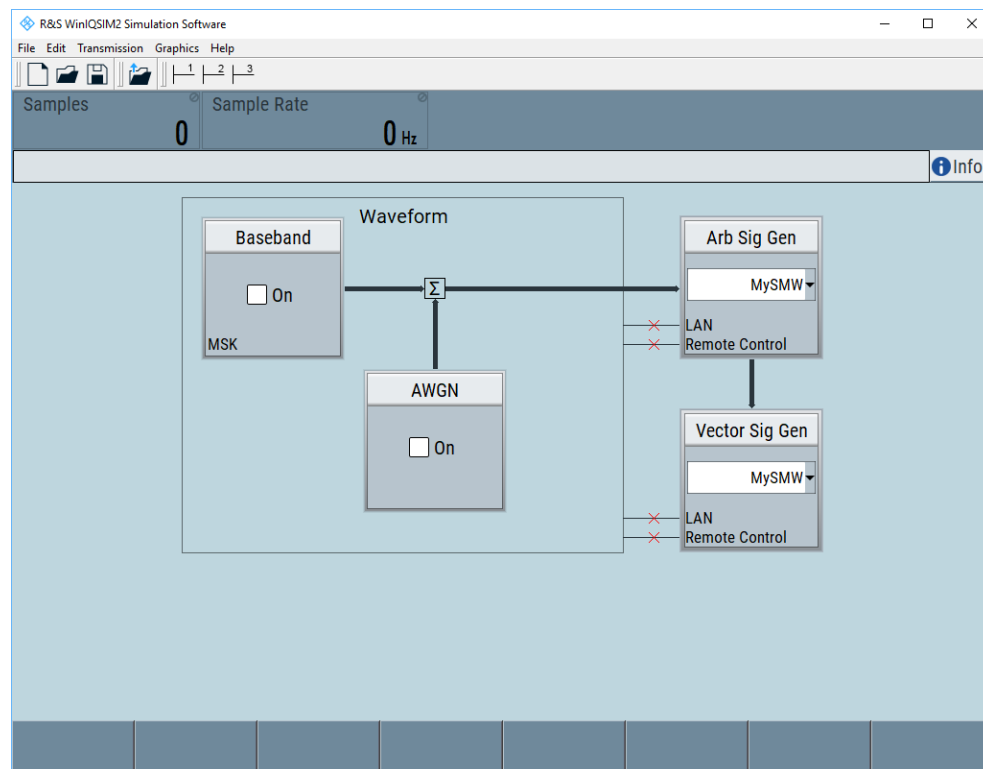 R&S WinIQSIM2 Simulation Software
File Edit Transmission Graphics Help
1 2 3
Samples
0
Sample Rate
0 Hz
i Info
Waveform
Baseband
On
MSK
Σ
AWGN
On
Arb Sig Gen
MySMW
LAN
Remote Control
Vector Sig Gen
MySMW
LAN
Remote Control